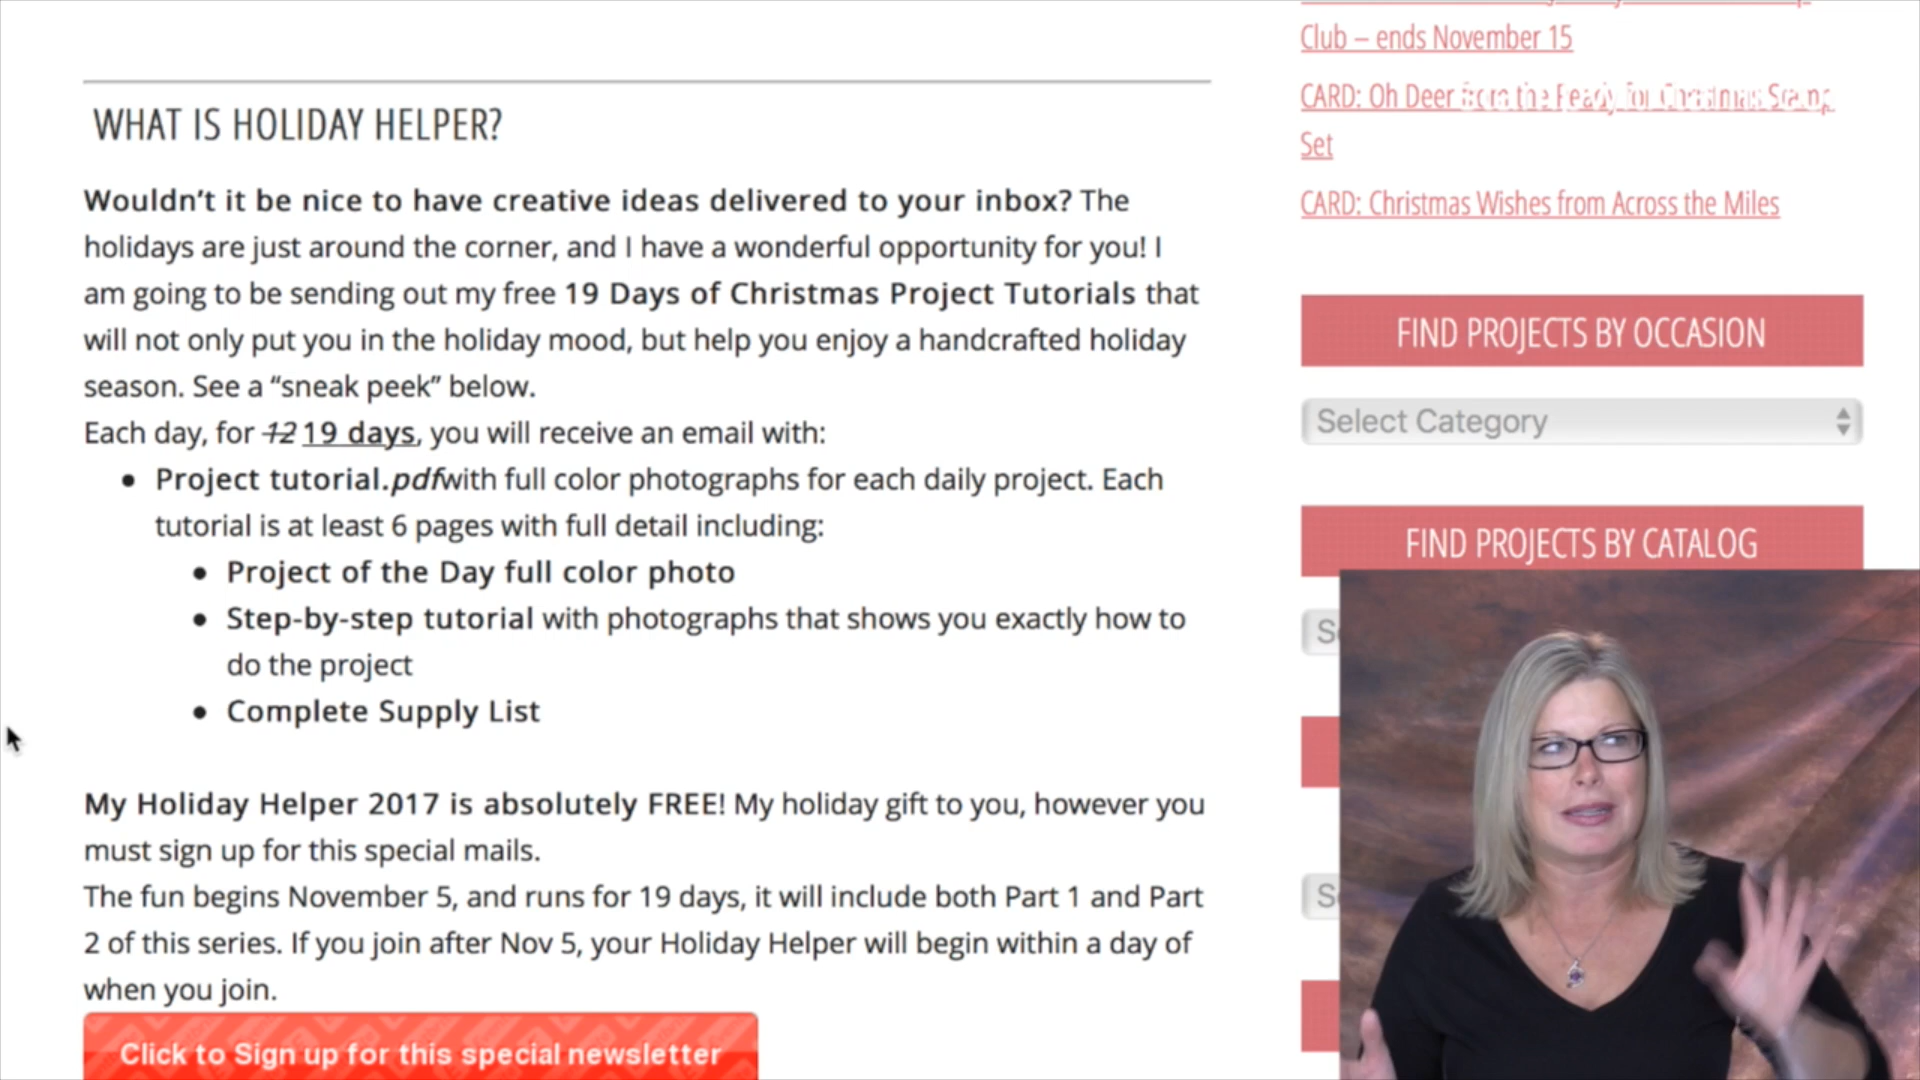 WHAT IS HOLIDAY HELPER?
Wouldn’t it be nice to have creative ideas delivered to your inbox? The
holidays are just around the corner, and I have a wonderful opportunity for you! I
am going to be sending out my free 19 Days of Christmas Project Tutorials that
will not only put you in the holiday mood, but help you enjoy a handcrafted holiday
season. See a “sneak peek” below.
Each day, for 12 19 days, you will receive an email with:
Project tutorial.pdfwith full color photographs for each daily project. Each
tutorial is at least 6 pages with full detail including:
Project of the Day full color photo
Step-by-step tutorial with photographs that shows you exactly how to
do the project
Complete Supply List
My Holiday Helper 2017 is absolutely FREE! My holiday gift to you, however you
must sign up for this special mails.
The fun begins November 5, and runs for 19 days, it will include both Part 1 and Part
2 of this series. If you join after Nov 5, your Holiday Helper will begin within a day of
when you join.
Click to Sign up for this special newsletter
Club – ends November 15
CARD: Oh Deer from the Ready for Christmas Stamp
Set
CARD: Christmas Wishes from Across the Miles
FIND PROJECTS BY OCCASION
Select Category
FIND PROJECTS BY CATALOG